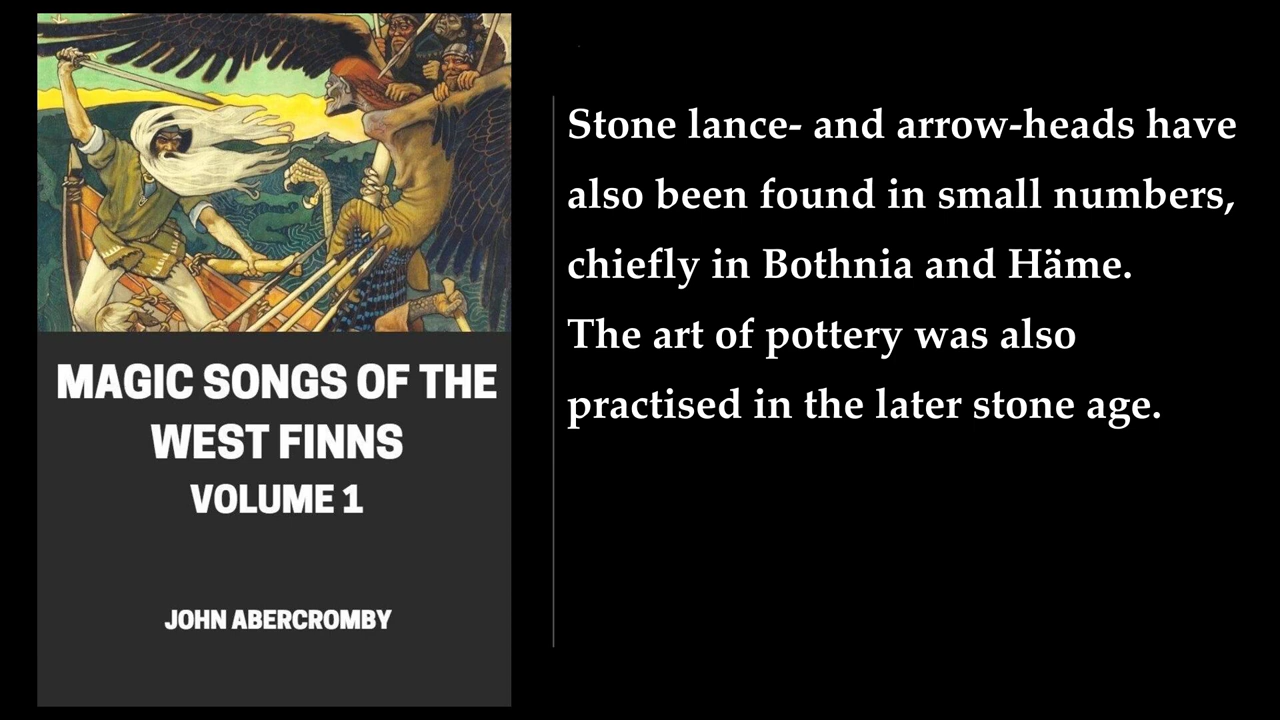 MAGIC SONGS OF THE
WEST FINNS
VOLUME 1
JOHN ABERCROMBY
Stone lance- and arrow-heads have
also been found in small numbers,
chiefly in Bothnia and Häme.
The art of pottery was also
practised in the later stone age.